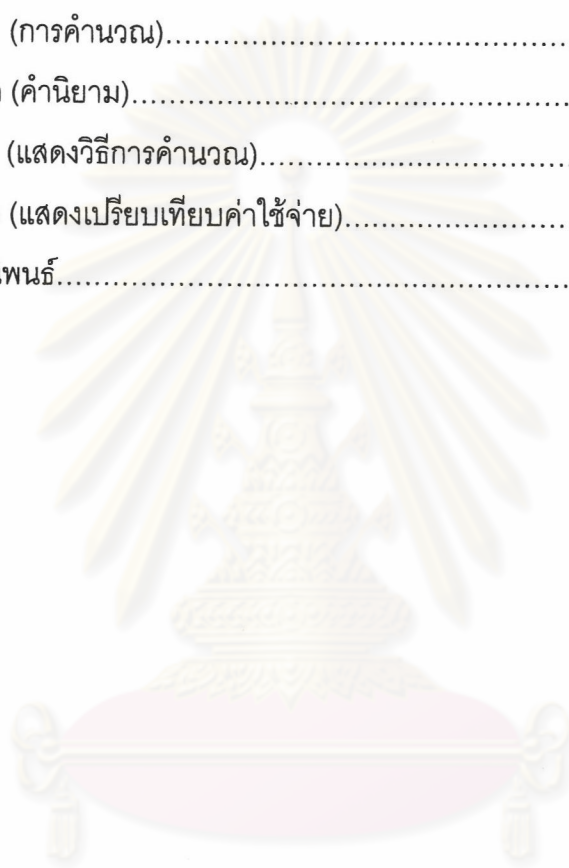 (การคำนวณ)..................................................
(คำนิยาม)......................................................
(แสดงวิธีการคำนวณ)......................................
(แสดงเปรียบเทียบค่าใช้จ่าย)............................
พนธ์..............................................................